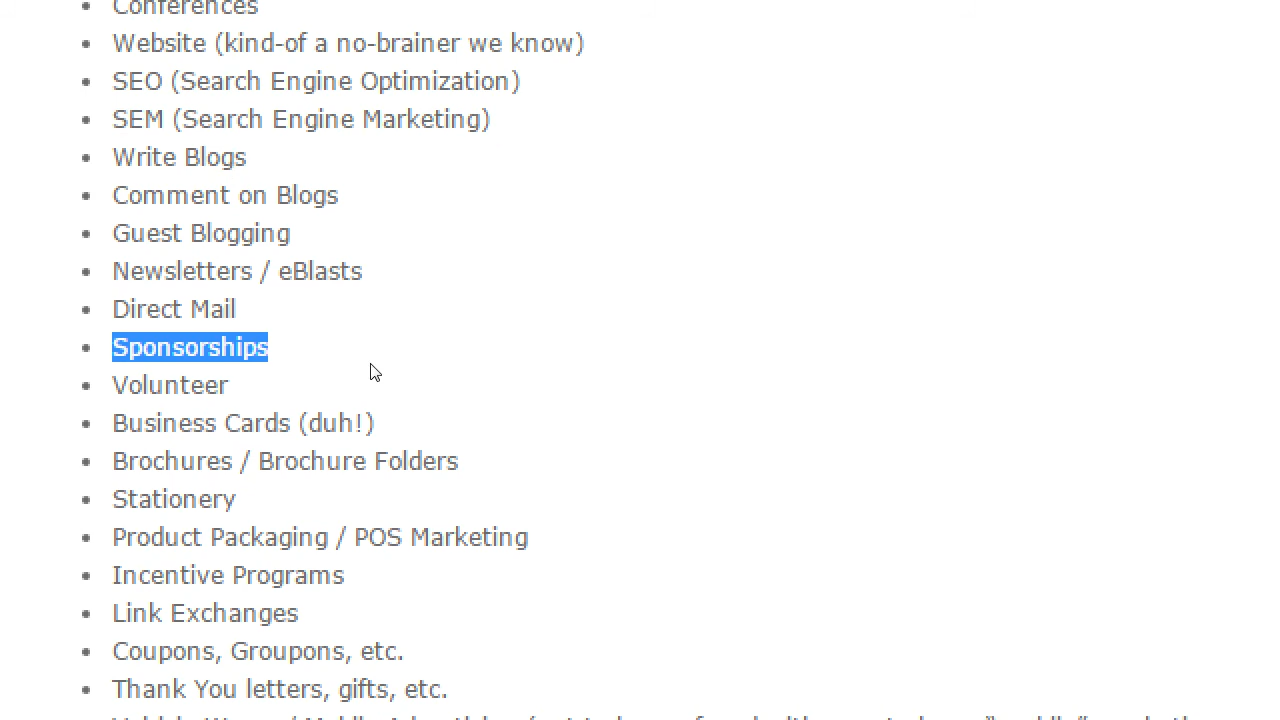 Conferences
Website (kind-of a no-brainer we know)
SEO (Search Engine Optimization)
SEM (Search Engine Marketing)
Write Blogs
Comment on Blogs
Guest Blogging
Newsletters / eBlasts
Direct Mail
Sponsorships
Volunteer
Business Cards (duh!)
Brochures / Brochure Folders
Stationery
Product Packaging / POS Marketing
Incentive Programs
Link Exchanges
Coupons, Groupons, etc.
Thank You letters, gifts, etc.